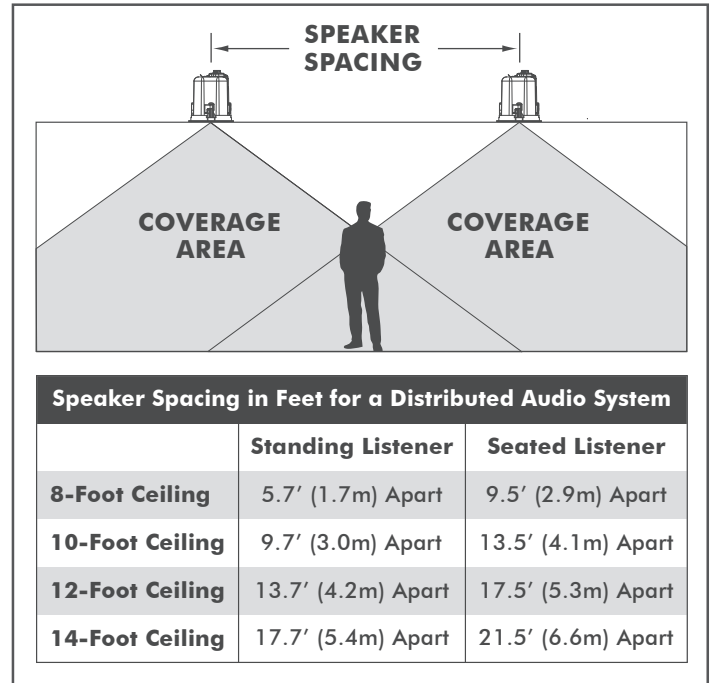 SPEAKER
SPACING
COVERAGE
AREA
COVERAGE
AREA
Speaker Spacing in Feet for a Distributed Audio System
Standing Listener Seated Listener
8-Foot Ceiling 5.7′ (1.7m) Apart 9.5′ (2.9m) Apart
10-Foot Ceiling 9.7′ (3.0m) Apart 13.5′ (4.1m) Apart
12-Foot Ceiling 13.7′ (4.2m) Apart 17.5′ (5.3m) Apart
14-Foot Ceiling 17.7′ (5.4m) Apart 21.5′ (6.6m) Apart